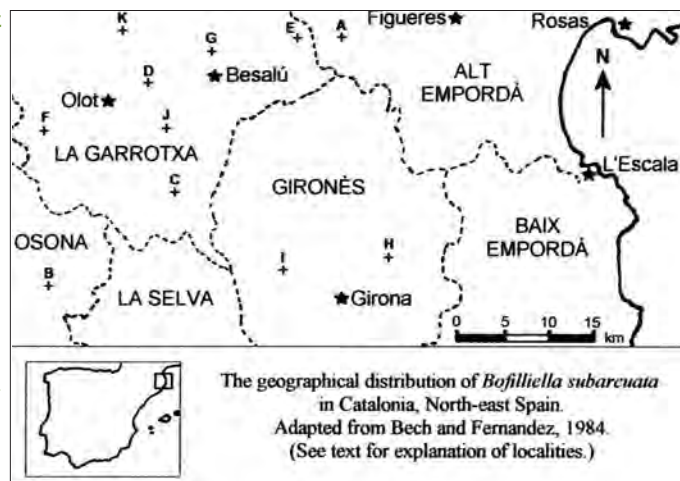 K
G
E
A
Figueres
Rosas
N
D
Besalú
ALT
EMPORDÀ
Olot
F
J
LA GARROTXA
L'Escala
C
GIRONÈS
BAIX
EMPORDÀ
OSONA
H
I
B
LA SELVA
Girona
0 5 10 15
km
The geographical distribution of Bofilliella subarcuata
in Catalonia, North-east Spain.
Adapted from Bech and Fernandez, 1984.
(See text for explanation of localities.)